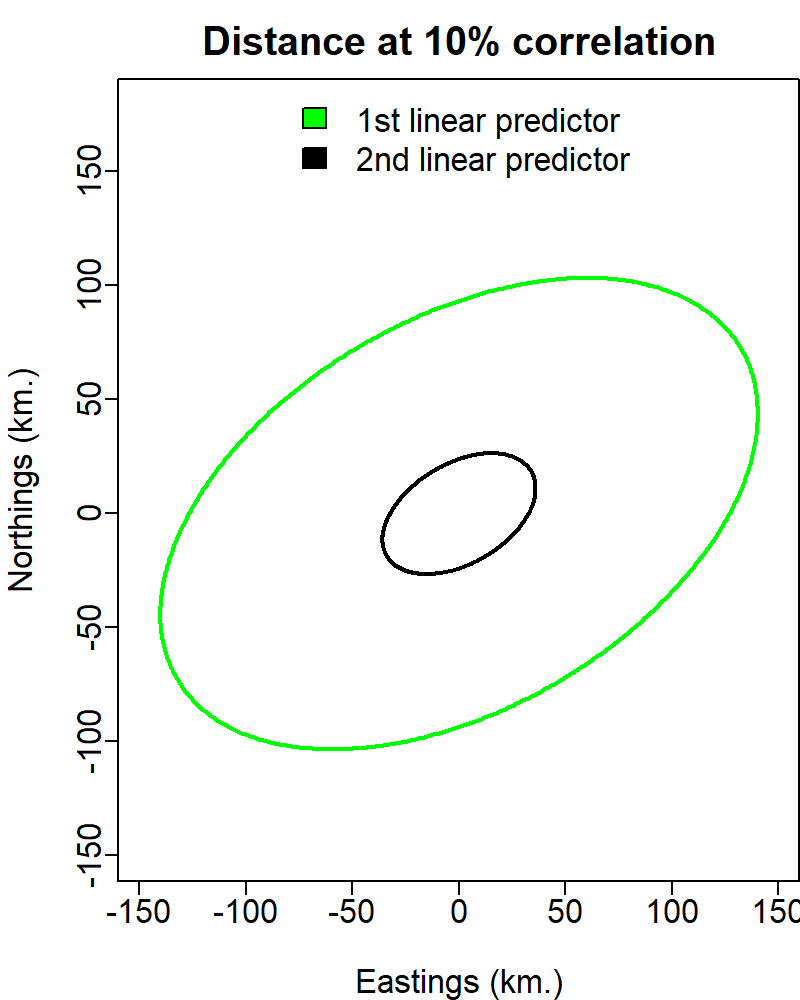 Distance at 10% correlation
1st linear predictor
2nd linear predictor
Northings (km.)
150
100
50
0
-50
-100
-150
-150 -100 -50 0 50 100 150
Eastings (km.)